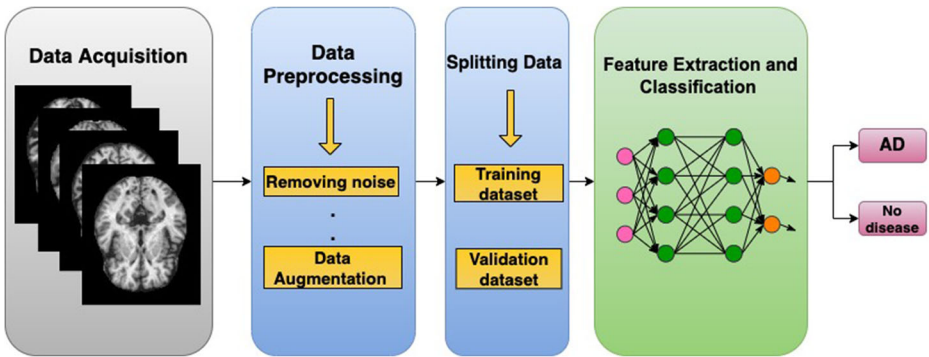 Data Acquisition
Data
Preprocessing
Removing noise
.
.
Data
Augmentation
Splitting Data
Training
dataset
Validation
dataset
Feature Extraction and
Classification
AD
No
disease